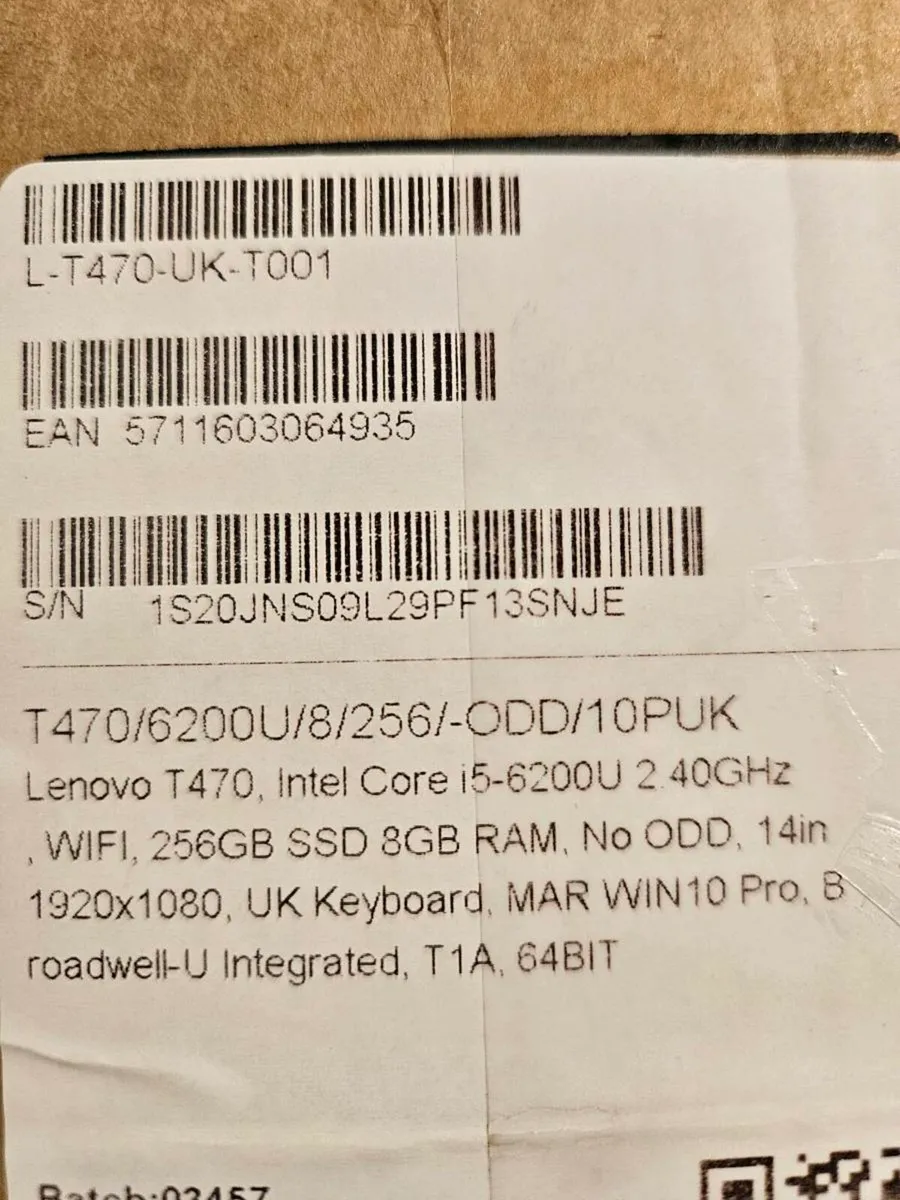 L-T470-UK-T001
EAN 5711603064935
S/N 1S20JNS09L29PF13SNJE
T470/6200U/8/256/-ODD/10PUK
Lenovo T470, Intel Core i5-6200U 2.40GHz
, WIFI, 256GB SSD 8GB RAM, No ODD, 14in
1920x1080, UK Keyboard, MAR WIN10 Pro, B
roadwell-U Integrated, T1A, 64BIT
Batch:02457